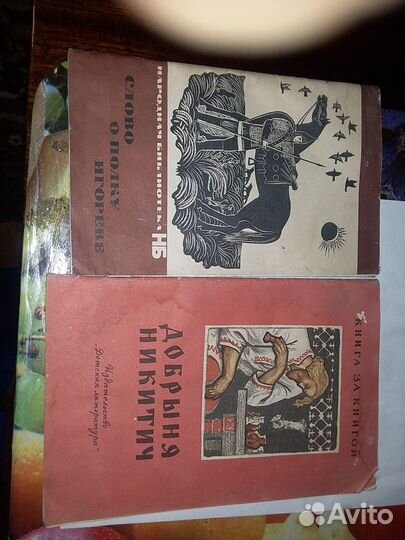 НАРОДНАЯ БИБЛИОТЕКА НБ
СЛОВО
О ПОЛКУ
ИГОРЕВЕ
КНИГА ЗА КНИГОЙ
ДОБРЫНЯ
НИКИТИЧ
Издательство
"Детская литература"
Avito